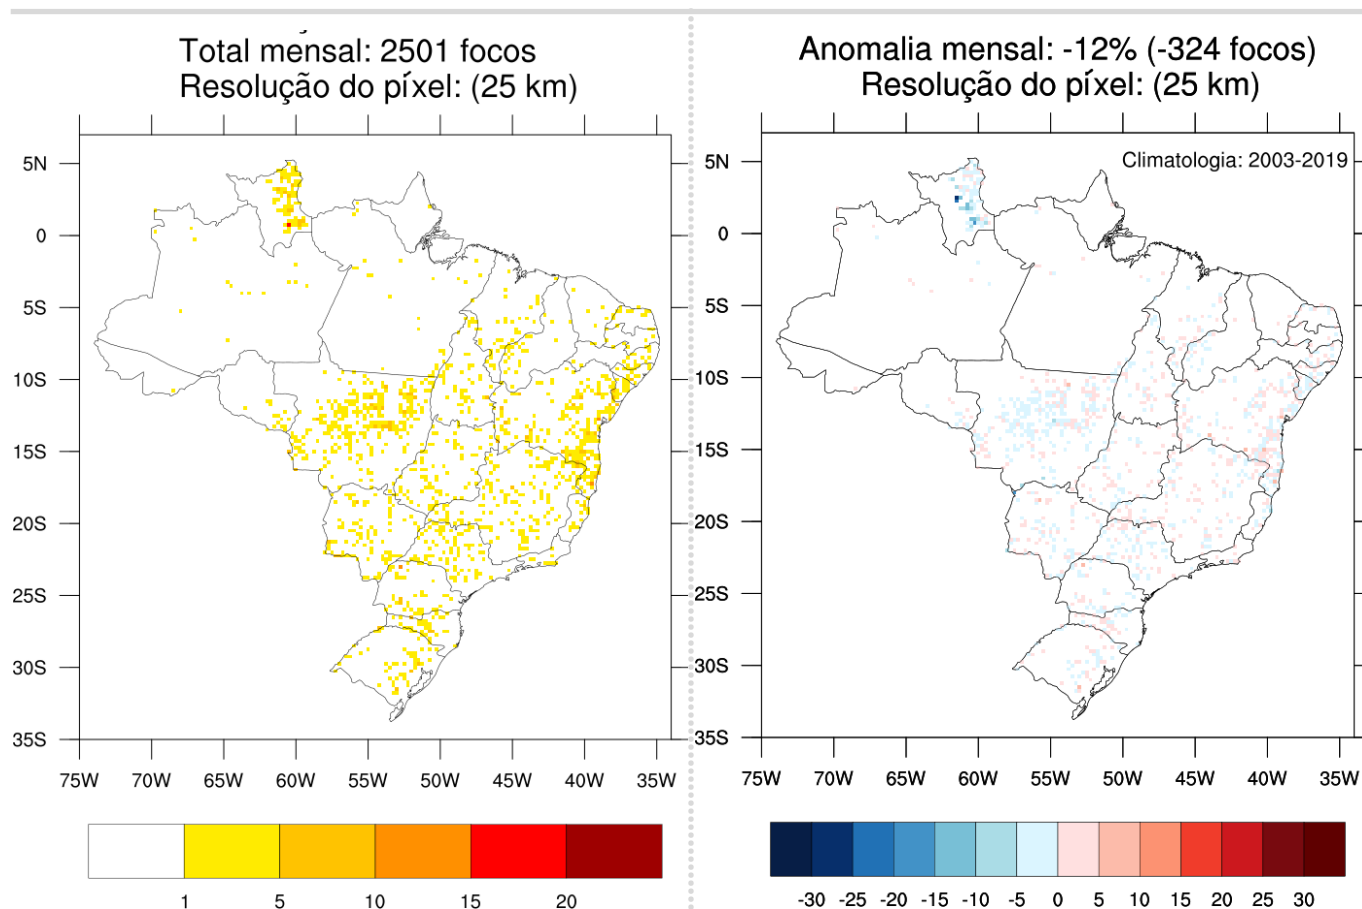 Total mensal: 2501 focos
Resolução do píxel: (25 km)
5N
0
5S
10S
15S
20S
25S
30S
35S
75W 70W 65W 60W 55W 50W 45W 40W 35W
1 5 10 15 20
Anomalia mensal: -12% (-324 focos)
Resolução do píxel: (25 km)
Climatologia: 2003-2019
5N
0
5S
10S
15S
20S
25S
30S
35S
75W 70W 65W 60W 55W 50W 45W 40W 35W
-30 -25 -20 -15 -10 -5 0 5 10 15 20 25 30